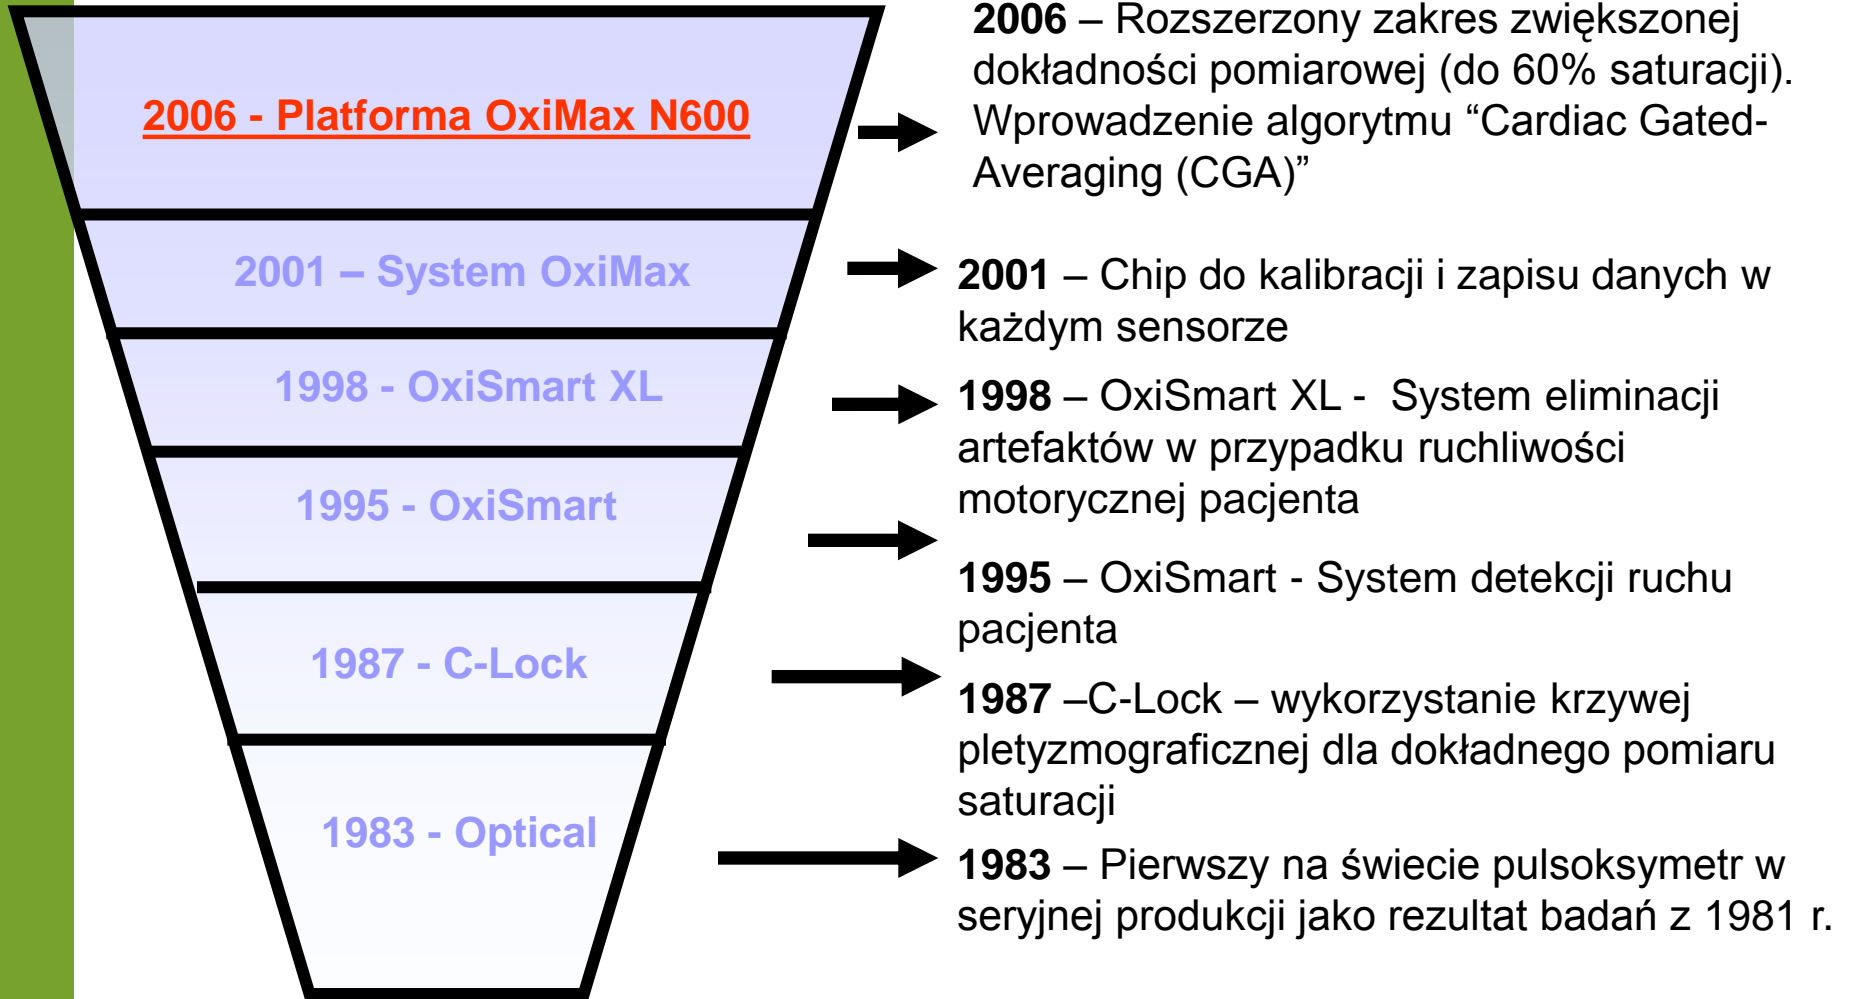 2006 - Platforma OxiMax N600
2001 – System OxiMax
1998 - OxiSmart XL
1995 - OxiSmart
1987 - C-Lock
1983 - Optical
2006 – Rozszerzony zakres zwiększonej
dokładności pomiarowej (do 60% saturacji).
Wprowadzenie algorytmu “Cardiac Gated-
Averaging (CGA)”
2001 – Chip do kalibracji i zapisu danych w
każdym sensorze
1998 – OxiSmart XL - System eliminacji
artefaktów w przypadku ruchliwości
motorycznej pacjenta
1995 – OxiSmart - System detekcji ruchu
pacjenta
1987 –C-Lock – wykorzystanie krzywej
pletyzmograficznej dla dokładnego pomiaru
saturacji
1983 – Pierwszy na świecie pulsoksymetr w
seryjnej produkcji jako rezultat badań z 1981 r.